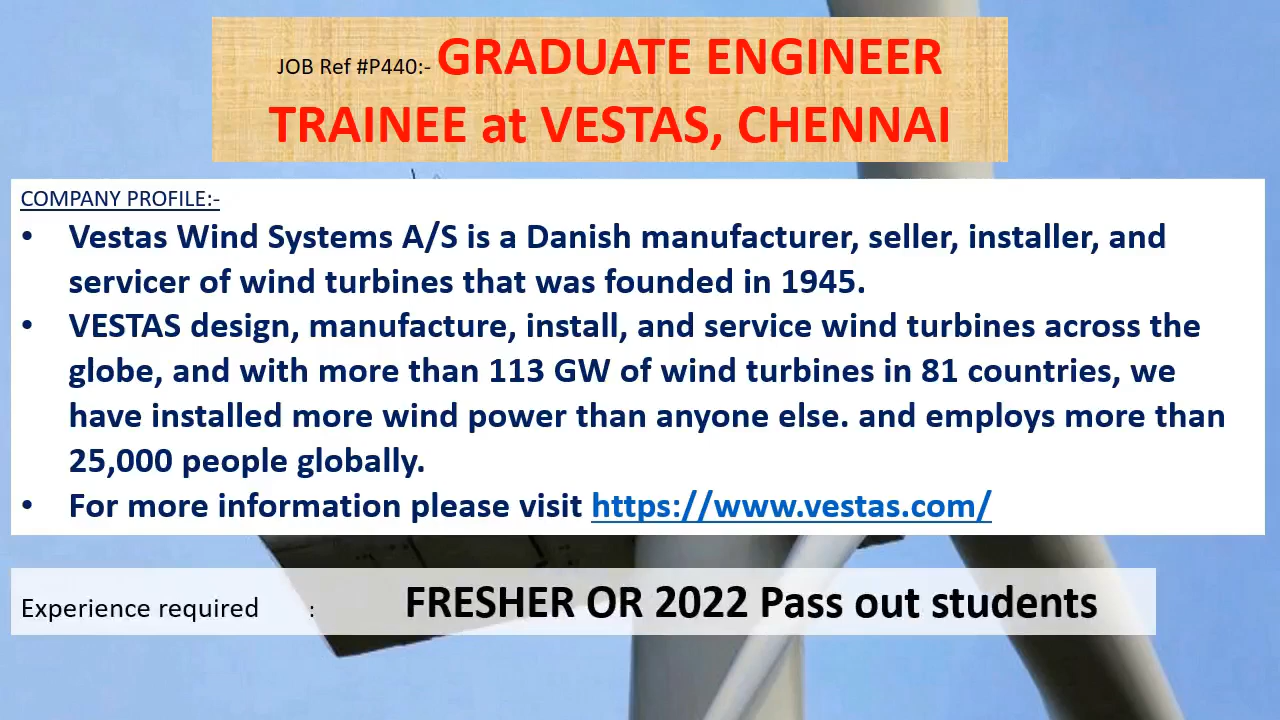 JOB Ref #P440:- GRADUATE ENGINEER
TRAINEE at VESTAS, CHENNAI
COMPANY PROFILE:-
• Vestas Wind Systems A/S is a Danish manufacturer, seller, installer, and
servicer of wind turbines that was founded in 1945.
• VESTAS design, manufacture, install, and service wind turbines across the
globe, and with more than 113 GW of wind turbines in 81 countries, we
have installed more wind power than anyone else. and employs more than
25,000 people globally.
• For more information please visit https://www.vestas.com/
Experience required : FRESHER OR 2022 Pass out students